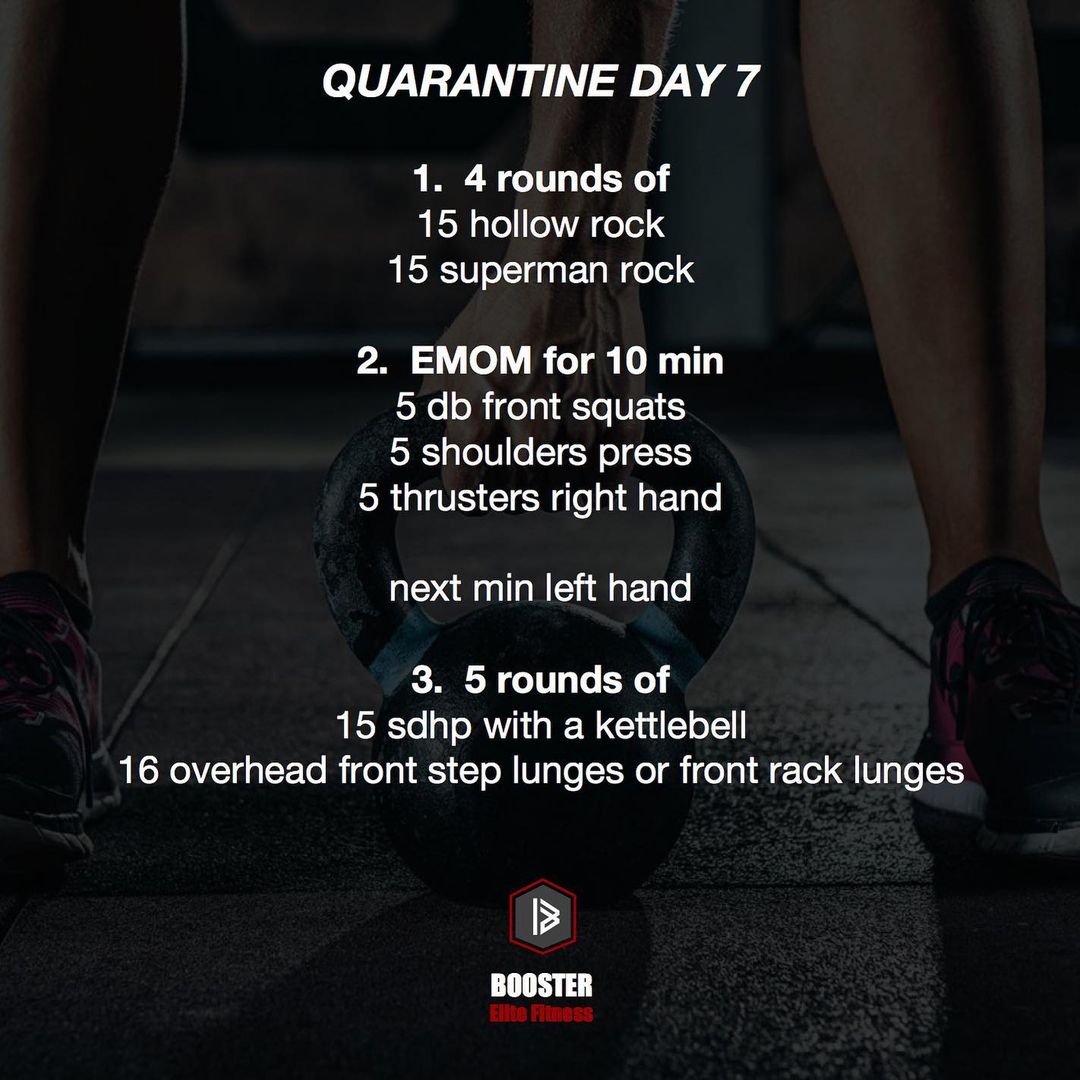 QUARANTINE DAY 7
1. 4 rounds of
15 hollow rock
15 superman rock
2. EMOM for 10 min
5 db front squats
5 shoulders press
5 thrusters right hand
next min left hand
3. 5 rounds of
15 sdhp with a kettlebell
16 overhead front step lunges or front rack lunges
BOOSTER
Elite Fitness